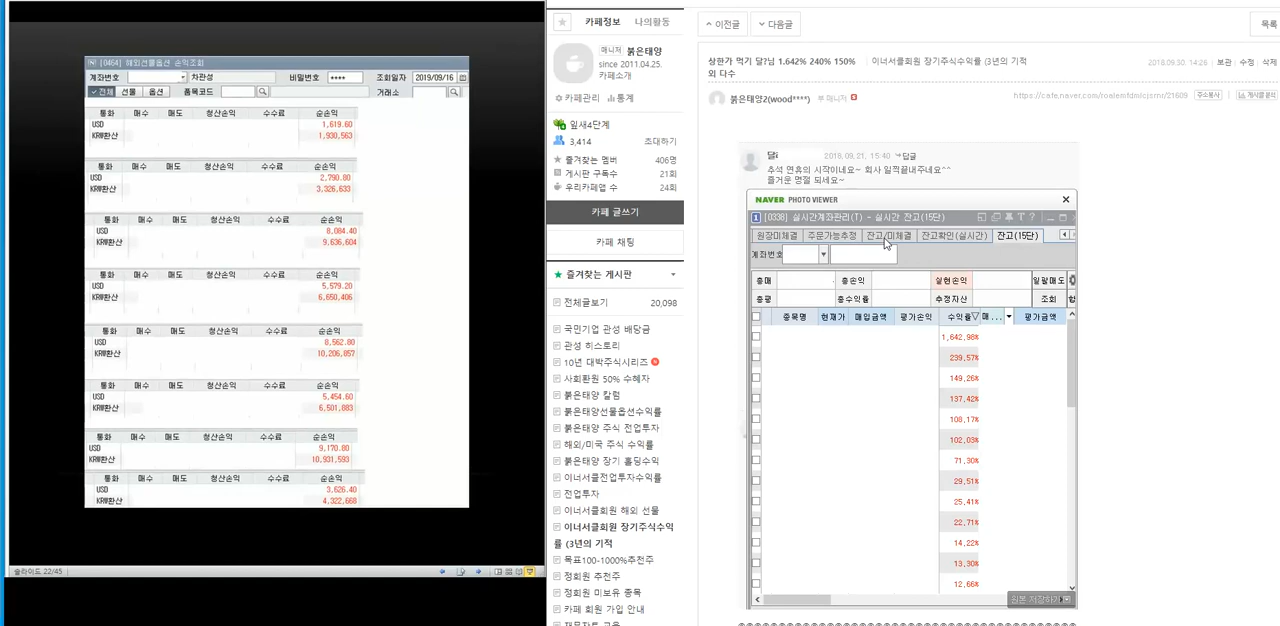 [0464] 해외선물옵션 손익조회
계좌번호 차관성 비밀번호 **** 조회일자 2019/09/16
전체 선물 옵션 품목코드 거래소
통화 매수 매도 청산손익 수수료 순손익
USD 1,619.60
KRW환산 1,930,563
통화 매수 매도 청산손익 수수료 순손익
USD 2,790.80
KRW환산 3,326,633
통화 매수 매도 청산손익 수수료 순손익
USD 8,084.40
KRW환산 9,636,604
통화 매수 매도 청산손익 수수료 순손익
USD 5,579.20
KRW환산 6,650,406
통화 매수 매도 청산손익 수수료 순손익
USD 8,562.80
KRW환산 10,206,857
통화 매수 매도 청산손익 수수료 순손익
USD 5,454.60
KRW환산 6,501,883
통화 매수 매도 청산손익 수수료 순손익
USD 9,170.80
KRW환산 10,931,593
통화 매수 매도 청산손익 수수료 순손익
USD 3,626.40
KRW환산 4,322,668
슬라이드 22/45
카페정보 나의활동
매니저 붉은태양
since 2011.04.25.
카페소개
카페관리 통계
잎새4단계
3,414 초대하기
즐겨찾는 멤버 406명
게시판 구독수 21회
우리카페앱 수 24회
카페 글쓰기
카페 채팅
즐겨찾는 게시판
전체글보기 20,098
국민기업 관성 배당금
관성 히스토리
10년 대박주식시리즈
사회환원 50% 수혜자
붉은태양 칼럼
붉은태양선물옵션수익률
붉은태양 주식 전업투자
해외/미국 주식 수익률
붉은태양 장기 홀딩수익
이너서클전업투자수익률
전업투자
이너서클회원 해외 선물
이너서클회원 장기주식수익
률 (3년의 기적
목표100-1000%추천주
정회원 추천주
정회원 미보유 종목
카페 회원 가입 안내
이전글 다음글 목록
상한가 먹기 달?님 1.642% 240% 150% 이너서클회원 장기주식수익률 (3년의 기적
외 다수
2018.09.30. 14:26 보관 수정 삭제
붉은태양2(wood****) 부매니저
https://cafe.naver.com/roalemfdmlcjsrnr/21609 주소복사 게시글 분석
2018.09.21. 15:40 답글
추석 연휴의 시작이네요~ 회사 일찍끝내주네요^^
즐거운 명절 되세요~
NAVER PHOTO VIEWER
[0338] 실시간계좌관리(T) - 실시간 잔고(15단)
원장미체결 주문가능추정 잔고/미체결 잔고확인(실시간) 잔고(15단)
계좌번호
총매 총손익 실현손익 일괄매도
총평 총수익률 추정자산 조회
종목명 현재가 매입금액 평가손익 수익률 매... 평가금액
1,642,98%
239,57%
149,26%
137,42%
108,17%
102,03%
71,30%
29,51%
25,41%
22,71%
14,22%
13,30%
12,66%
원본 저장하기